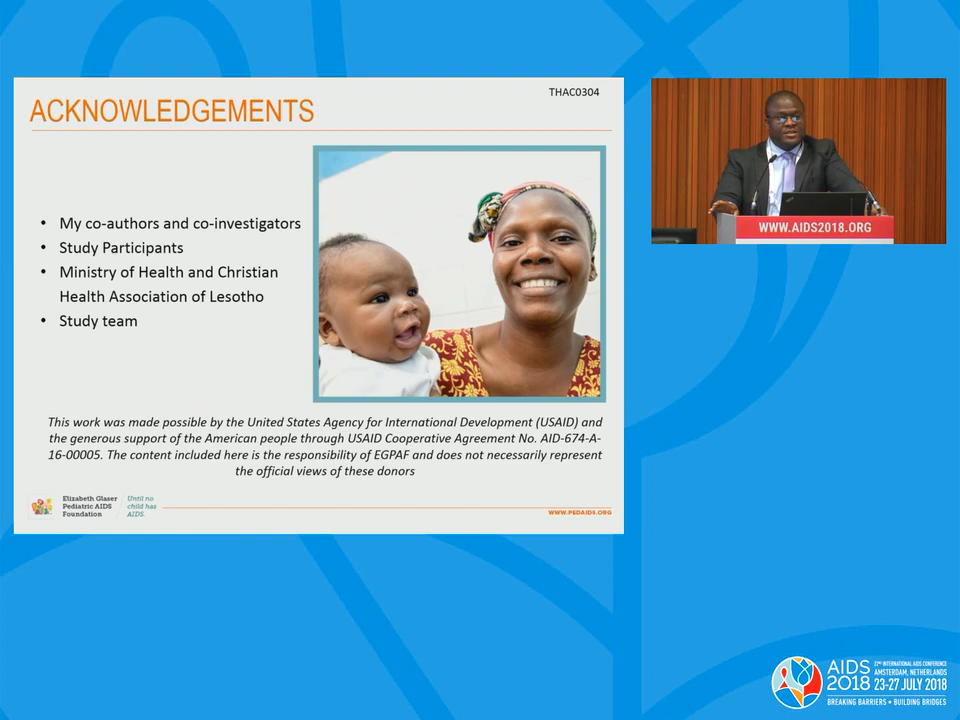 THAC0304
ACKNOWLEDGEMENTS
• My co-authors and co-investigators
• Study Participants
• Ministry of Health and Christian
Health Association of Lesotho
• Study team
This work was made possible by the United States Agency for International Development (USAID) and
the generous support of the American people through USAID Cooperative Agreement No. AID-674-A-
16-00005. The content included here is the responsibility of EGPAF and does not necessarily represent
the official views of these donors
Elizabeth Glaser
Pediatric AIDS
Foundation
Until no
child has
AIDS.
WWW.PEDAIDS.ORG
WWW.AIDS2018.ORG
AIDS
2018
22ND INTERNATIONAL AIDS CONFERENCE
AMSTERDAM, NETHERLANDS
23-27 JULY 2018
BREAKING BARRIERS • BUILDING BRIDGES